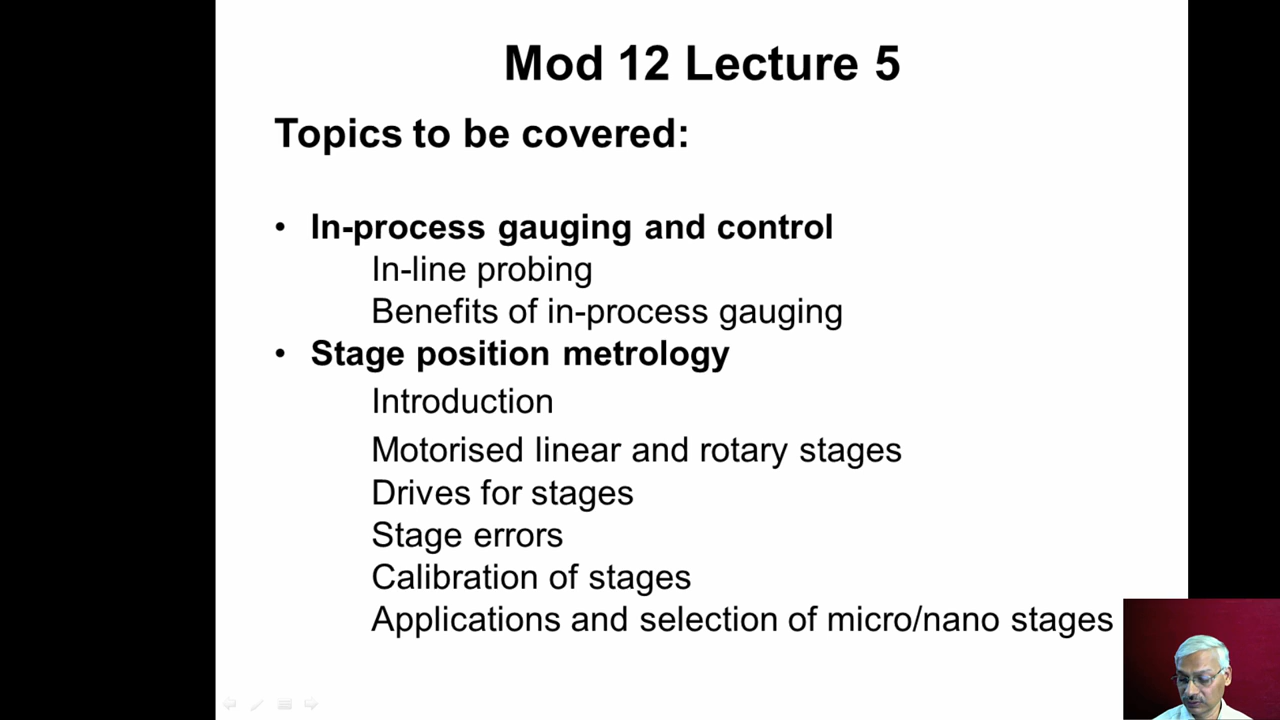 Mod 12 Lecture 5
Topics to be covered:
• In-process gauging and control
In-line probing
Benefits of in-process gauging
• Stage position metrology
Introduction
Motorised linear and rotary stages
Drives for stages
Stage errors
Calibration of stages
Applications and selection of micro/nano stages